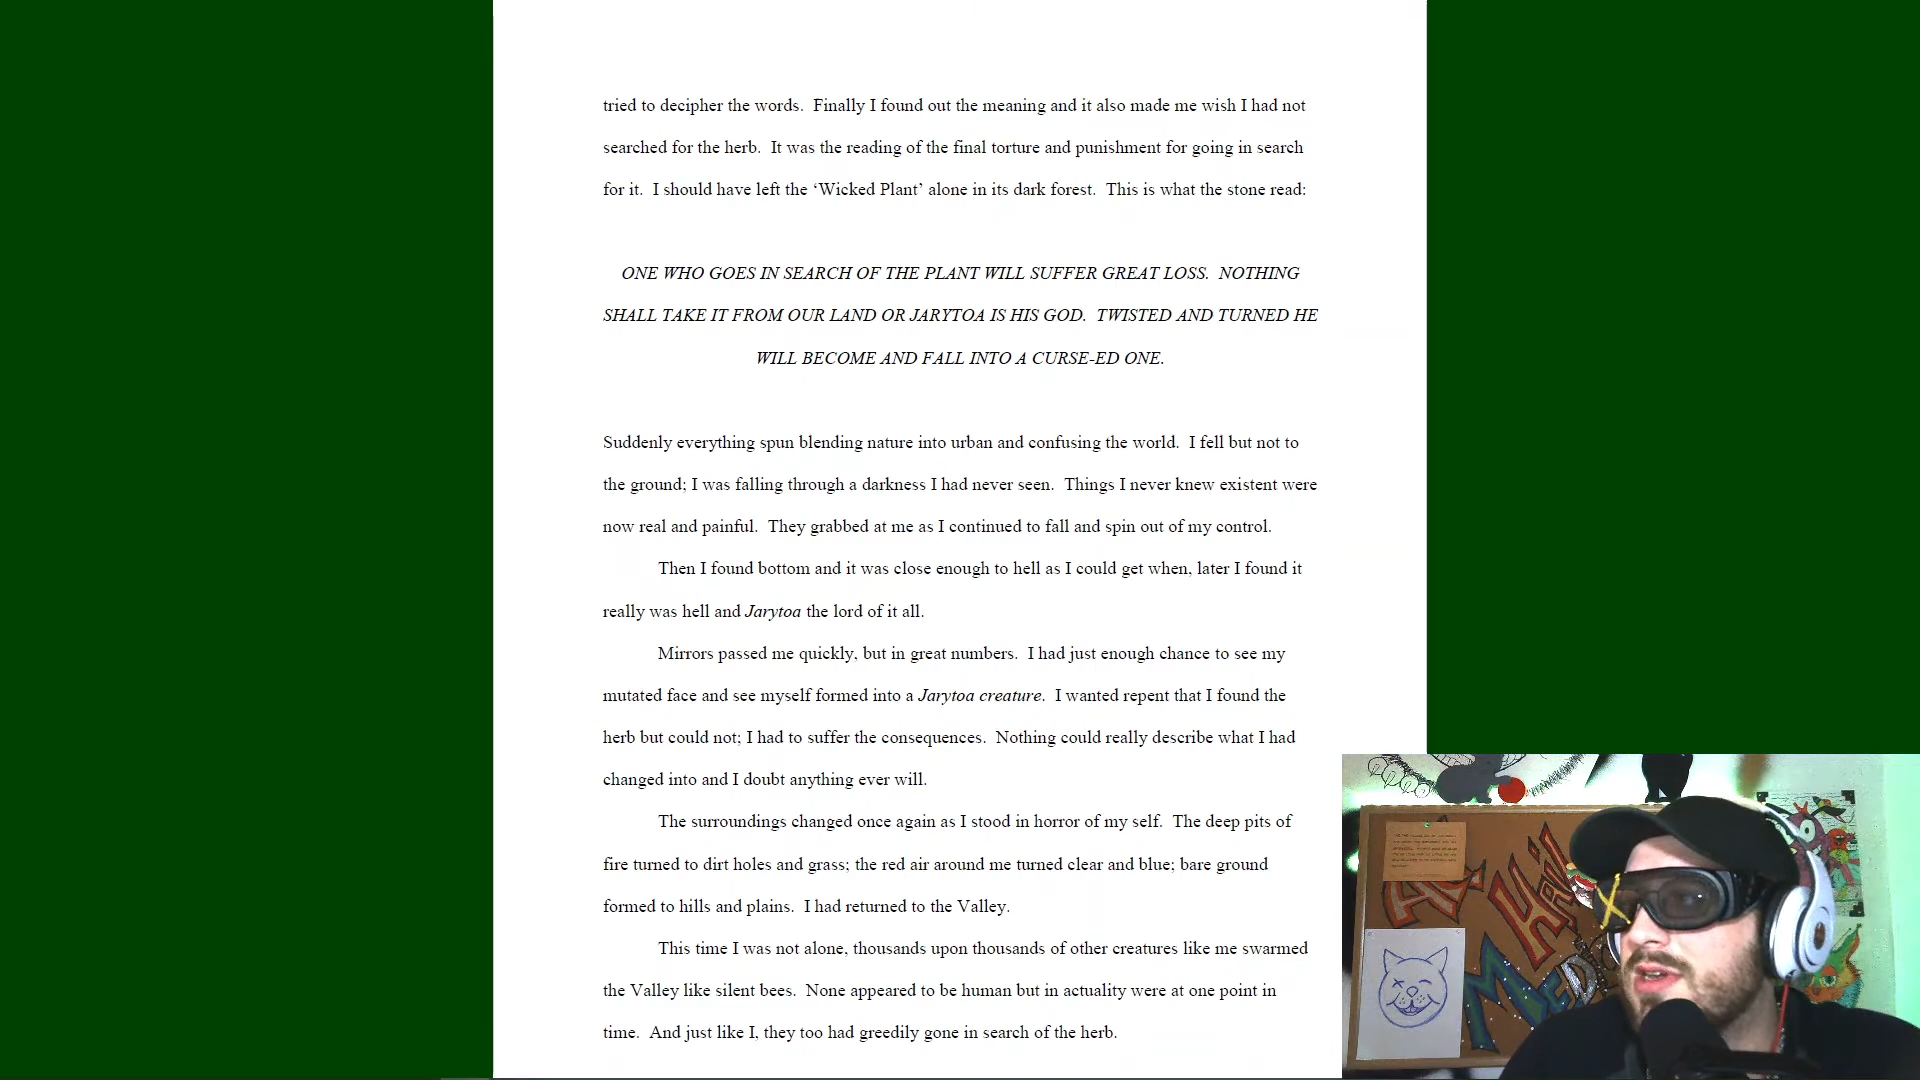 tried to decipher the words.  Finally I found out the meaning and it also made me wish I had not
searched for the herb.  It was the reading of the final torture and punishment for going in search
for it.  I should have left the ‘Wicked Plant’ alone in its dark forest.  This is what the stone read:
ONE WHO GOES IN SEARCH OF THE PLANT WILL SUFFER GREAT LOSS.  NOTHING
SHALL TAKE IT FROM OUR LAND OR JARYTOA IS HIS GOD.  TWISTED AND TURNED HE
WILL BECOME AND FALL INTO A CURSE-ED ONE.
Suddenly everything spun blending nature into urban and confusing the world.  I fell but not to
the ground; I was falling through a darkness I had never seen.  Things I never knew existent were
now real and painful.  They grabbed at me as I continued to fall and spin out of my control.
Then I found bottom and it was close enough to hell as I could get when, later I found it
really was hell and Jarytoa the lord of it all.
Mirrors passed me quickly, but in great numbers.  I had just enough chance to see my
mutated face and see myself formed into a Jarytoa creature.  I wanted repent that I found the
herb but could not; I had to suffer the consequences.  Nothing could really describe what I had
changed into and I doubt anything ever will.
The surroundings changed once again as I stood in horror of my self.  The deep pits of
fire turned to dirt holes and grass; the red air around me turned clear and blue; bare ground
formed to hills and plains.  I had returned to the Valley.
This time I was not alone, thousands upon thousands of other creatures like me swarmed
the Valley like silent bees.  None appeared to be human but in actuality were at one point in
time.  And just like I, they too had greedily gone in search of the herb.